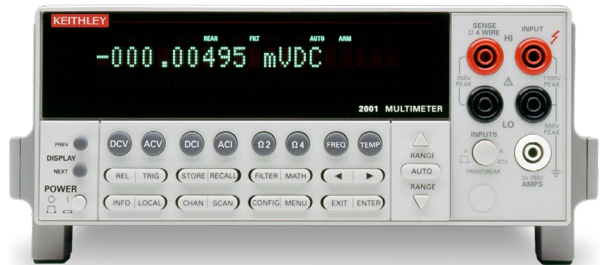 KEITHLEY
REAR FILT AUTO ARM
-000.00495 mVDC
2001 MULTIMETER
SENSE
Ω 4 WIRE
INPUT
HI
350V
PEAK
1100V
PEAK
LO
500V
PEAK
INPUTS
F R
FRONT/REAR
2A 250V
AMPS
PREV
DISPLAY
NEXT
POWER
DCV ACV DCI ACI Ω2 Ω4 FREQ TEMP
REL TRIG STORE RECALL FILTER MATH
INFO LOCAL CHAN SCAN CONFIG MENU EXIT ENTER
RANGE
AUTO
RANGE